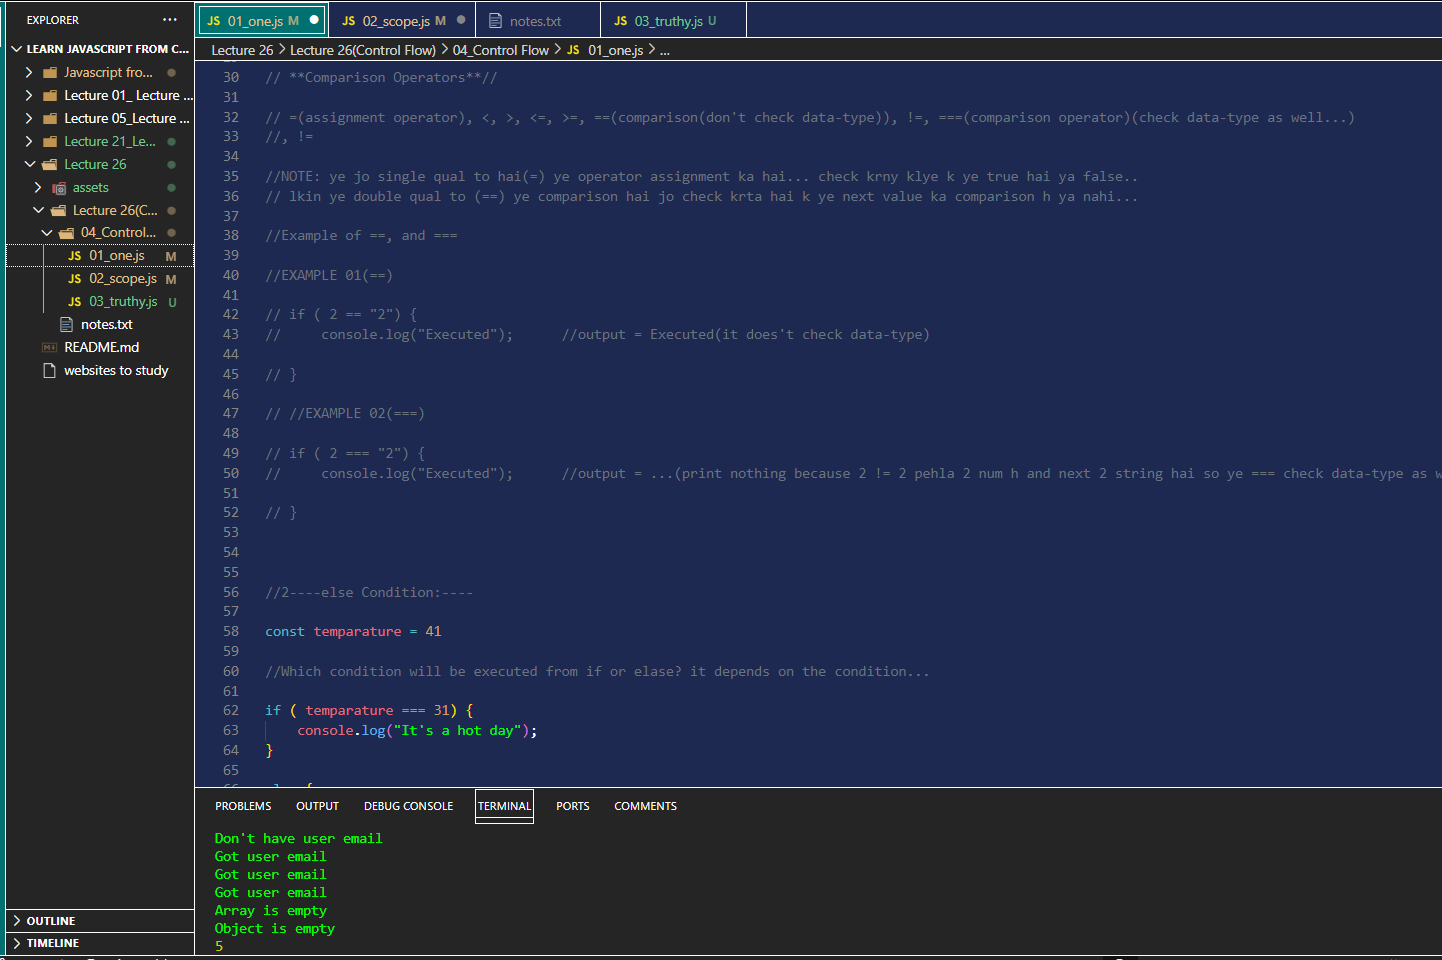 EXPLORER
LEARN JAVASCRIPT FROM C...
Javascript fro...
Lecture 01_ Lecture ...
Lecture 05_Lecture ...
Lecture 21_Le...
Lecture 26
assets
Lecture 26(C...
04_Control...
JS 01_one.js M
JS 02_scope.js M
JS 03_truthy.js U
notes.txt
README.md
websites to study
OUTLINE
TIMELINE
JS 01_one.js M
JS 02_scope.js M
notes.txt
JS 03_truthy.js U
Lecture 26 > Lecture 26(Control Flow) > 04_Control Flow > JS 01_one.js > ...
30 // **Comparison Operators**//
31
32 // =(assignment operator), <, >, <=, >=, ==(comparison(don't check data-type)), !=, ===(comparison operator)(check data-type as well...)
33 //, !=
34
35 //NOTE: ye jo single qual to hai(=) ye operator assignment ka hai... check krny klye k ye true hai ya false..
36 // lkin ye double qual to (==) ye comparison hai jo check krta hai k ye next value ka comparison h ya nahi...
37
38 //Example of ==, and ===
39
40 //EXAMPLE 01(==)
41
42 // if ( 2 == "2") {
43 //     console.log("Executed");      //output = Executed(it does't check data-type)
44
45 // }
46
47 // //EXAMPLE 02(===)
48
49 // if ( 2 === "2") {
50 //     console.log("Executed");      //output = ...(print nothing because 2 != 2 pehla 2 num h and next 2 string hai so ye === check data-type as
51
52 // }
53
54
55
56 //2----else Condition:----
57
58 const temparature = 41
59
60 //Which condition will be executed from if or elase? it depends on the condition...
61
62 if ( temparature === 31) {
63     console.log("It's a hot day");
64 }
65
PROBLEMS OUTPUT DEBUG CONSOLE TERMINAL PORTS COMMENTS
Don't have user email
Got user email
Got user email
Got user email
Array is empty
Object is empty
5